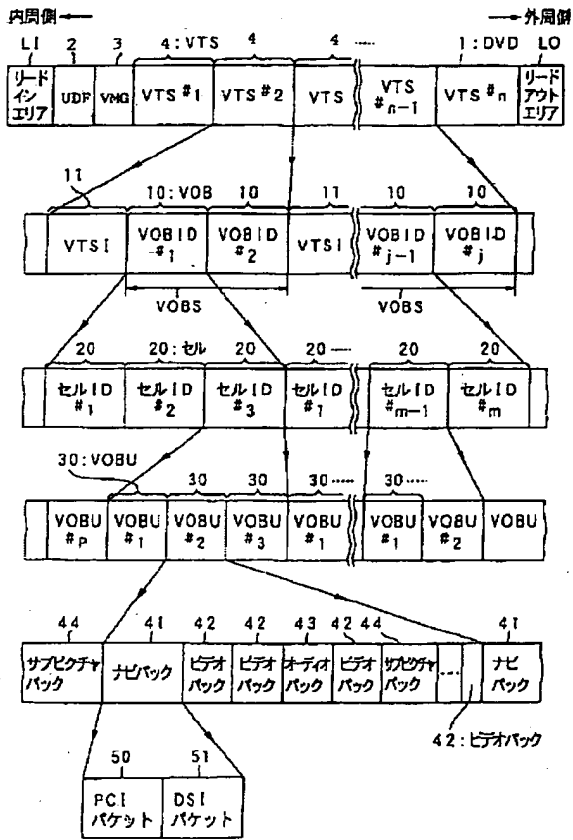 内周側 外周側
LI 2 3 4:VTS 4 4 ····· 1:DVD LO
リード
イン
エリア
UDF
VMG
VTS #1
VTS #2
VTS
VTS
#n-1
VTS #n
リード
アウト
エリア
11 10:VOB 10 11 10 10
VTSI
VOBID
#1
VOBID
#2
VTSI
VOBID
#j-1
VOBID
#j
VOBS VOBS
20 20:セル 20 20····· 20 20
セルID
#1
セルID
#2
セルID
#3
セルID
#1
セルID
#m-1
セルID
#m
30:VOBU 30 30 30····· 30·····
VOBU
#P
VOBU
#1
VOBU
#2
VOBU
#3
VOBU
#1
VOBU
#1
VOBU
#2
VOBU
44 41 42 42 43 42 44 41
サブピクチャ
パック
ナビパック
ビデオ
パック
ビデオ
パック
オーディオ
パック
ビデオ
パック
サブピクチャ
パック
····
ナビ
パック
42:ビデオパック
50 51
PCI
パケット
DSI
パケット